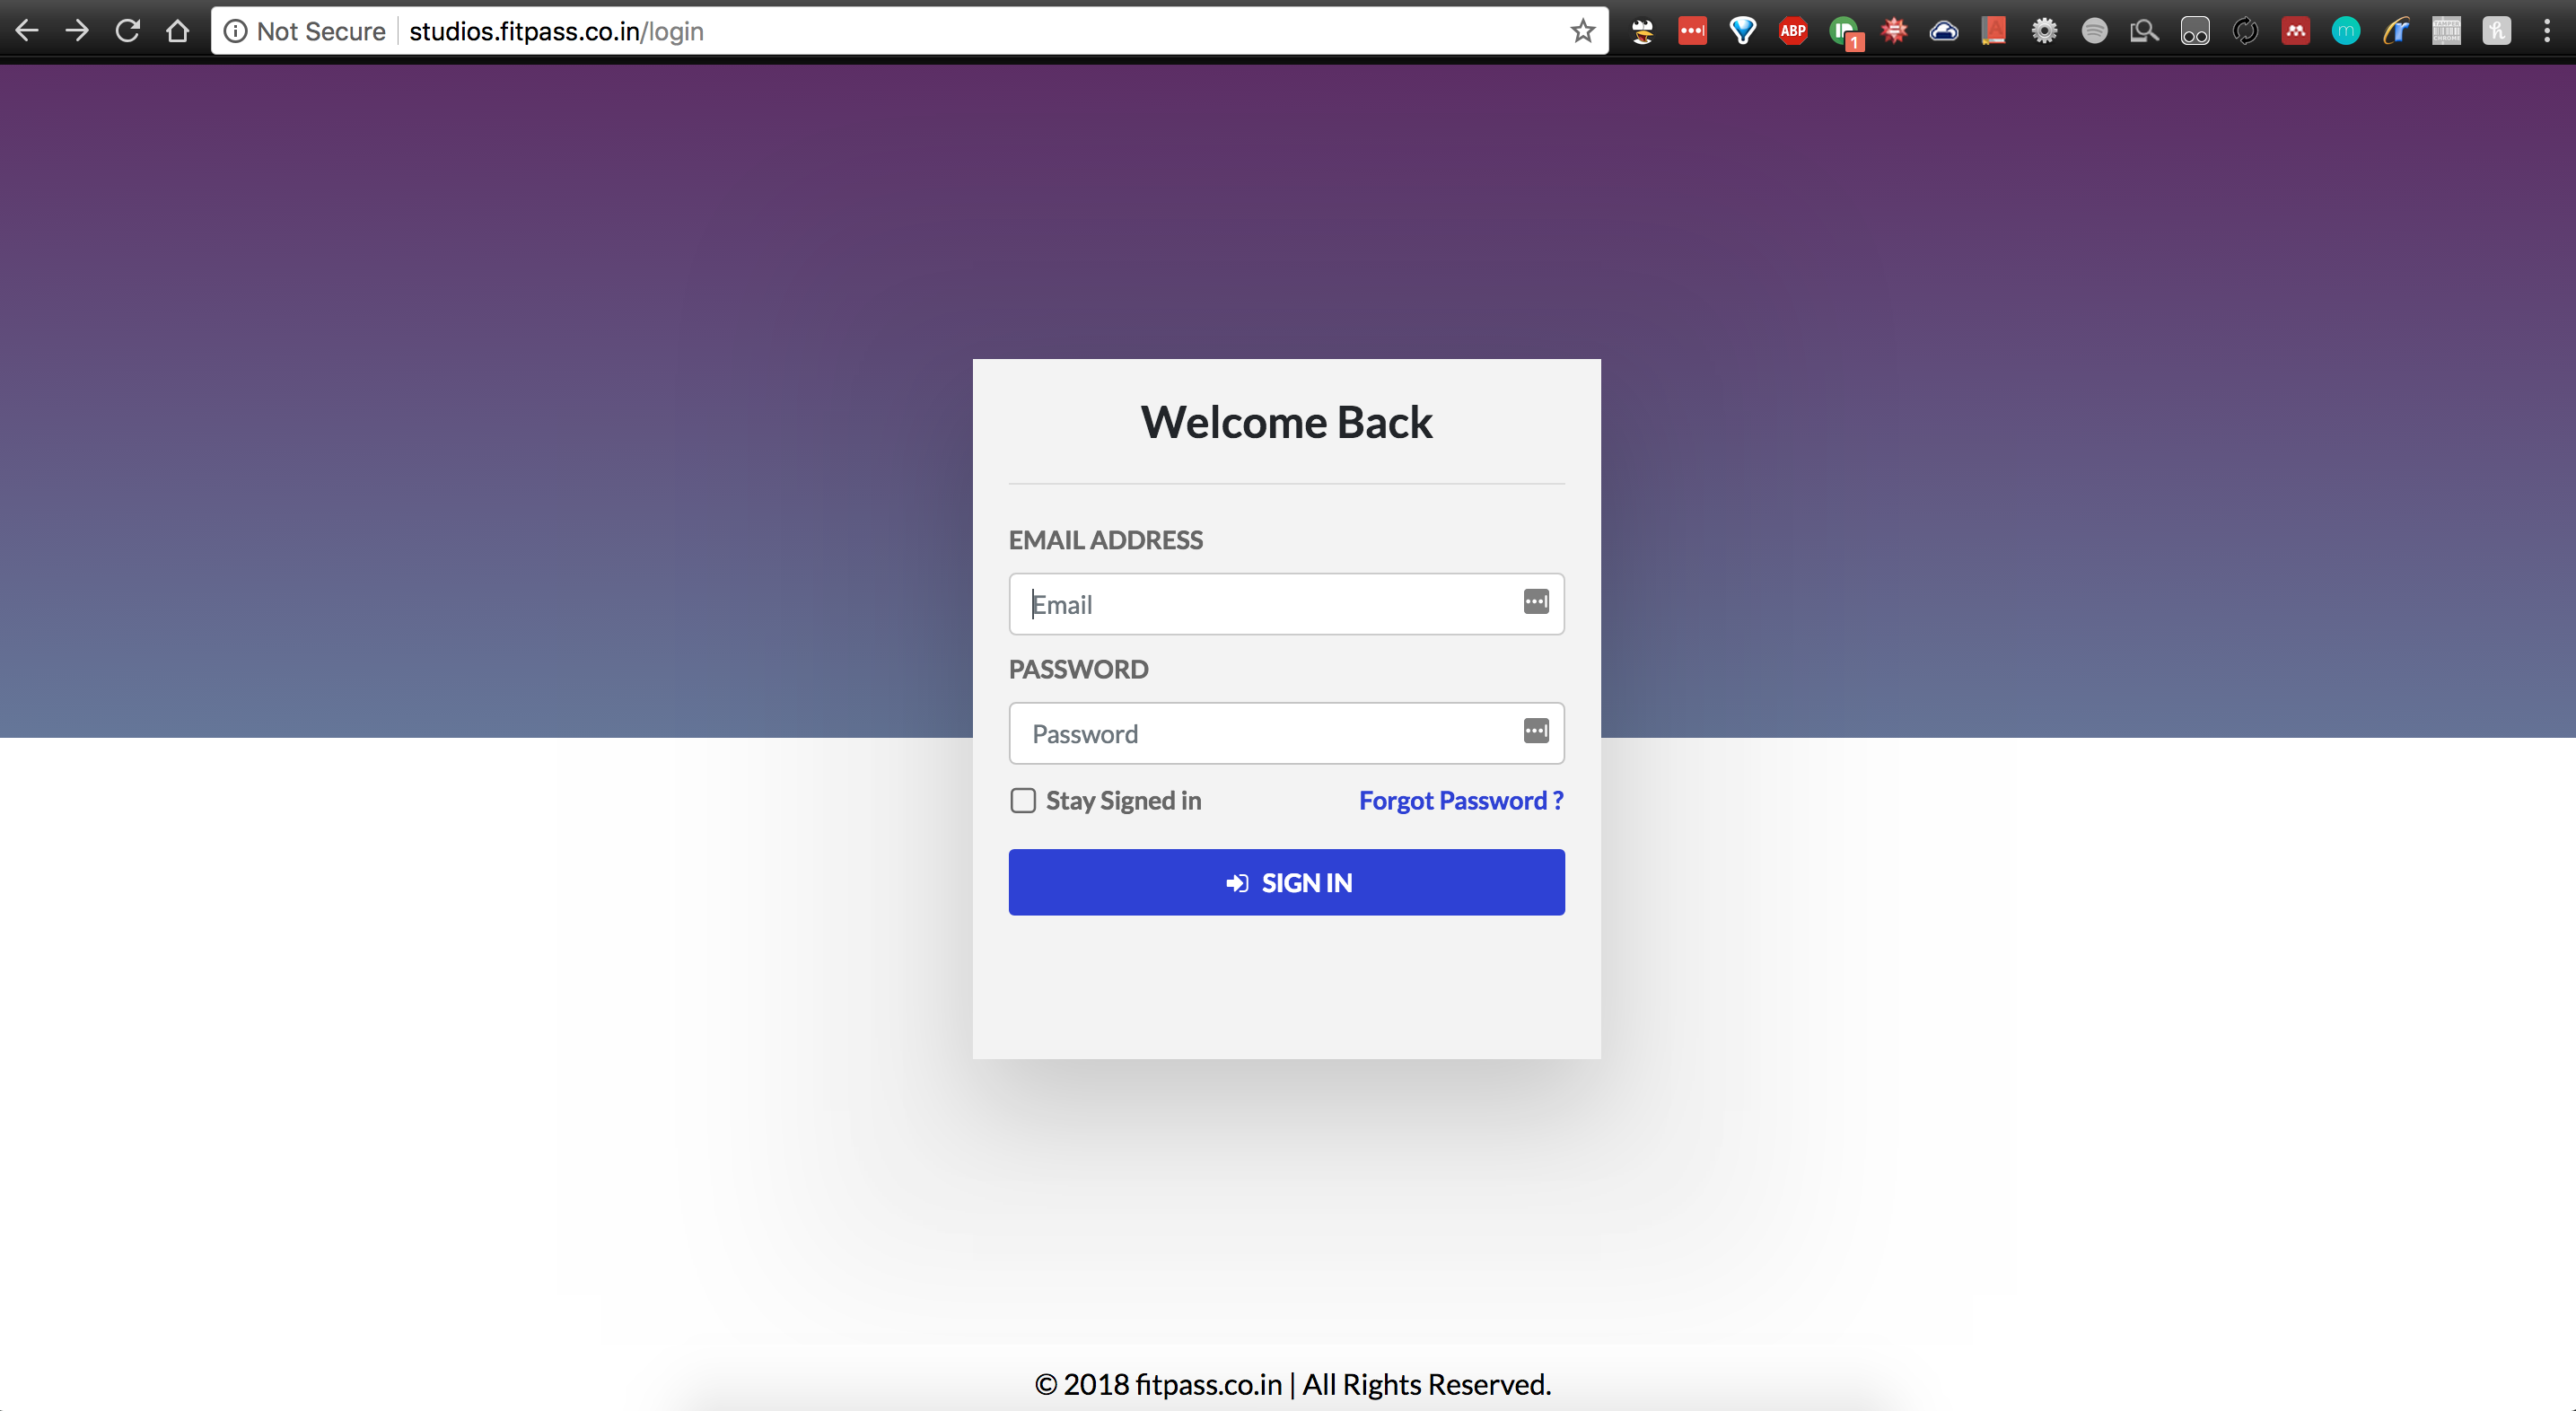 Not Secure studios.fitpass.co.in/login
ABP
1
Welcome Back
EMAIL ADDRESS
Email
PASSWORD
Password
Stay Signed in Forgot Password ?
SIGN IN
© 2018 fitpass.co.in | All Rights Reserved.